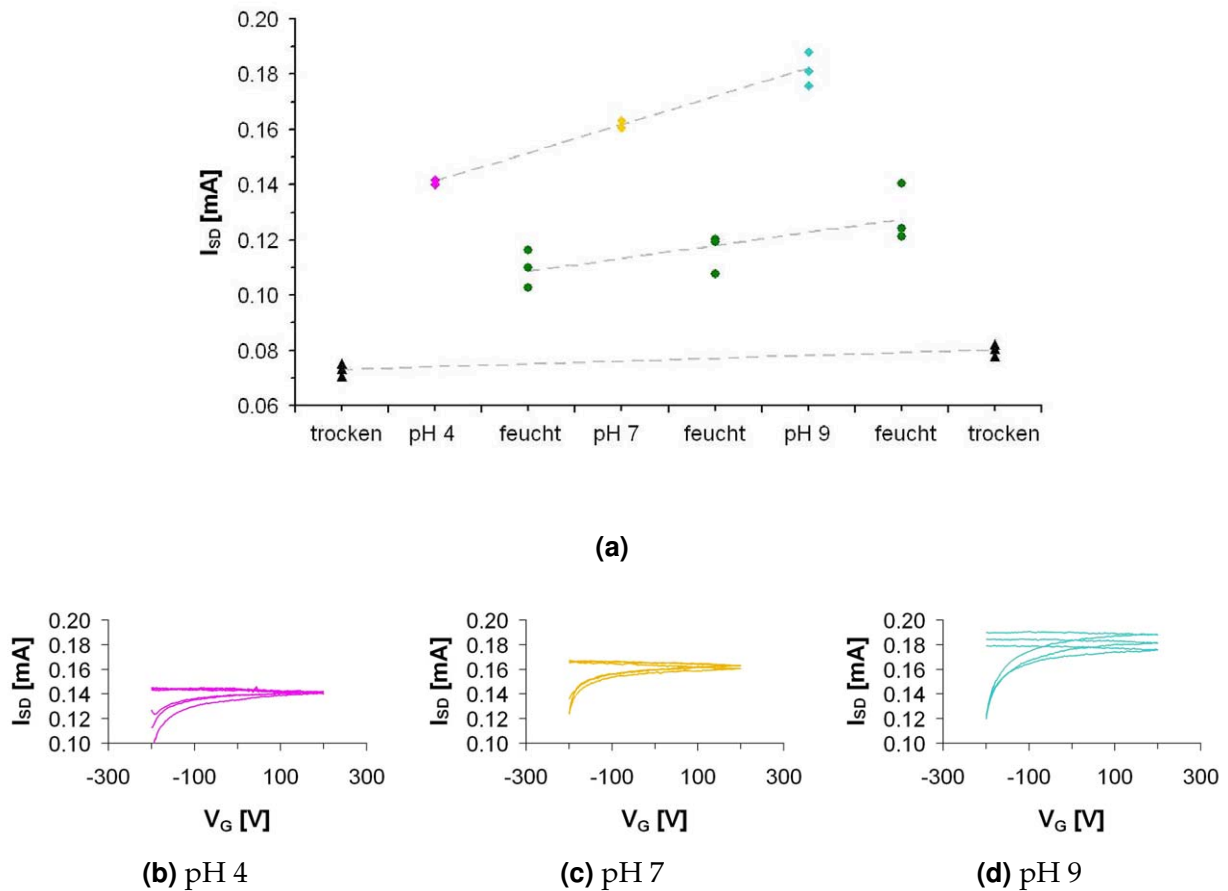 0.20
0.18
0.16
0.14
0.12
0.10
0.08
0.06
I_SD [mA]
trocken pH 4 feucht pH 7 feucht pH 9 feucht trocken
(a)
0.20
0.18
0.16
0.14
0.12
0.10
I_SD [mA]
-300 -100 100 300
V_G [V]
(b) pH 4
0.20
0.18
0.16
0.14
0.12
0.10
I_SD [mA]
-300 -100 100 300
V_G [V]
(c) pH 7
0.20
0.18
0.16
0.14
0.12
0.10
I_SD [mA]
-300 -100 100 300
V_G [V]
(d) pH 9